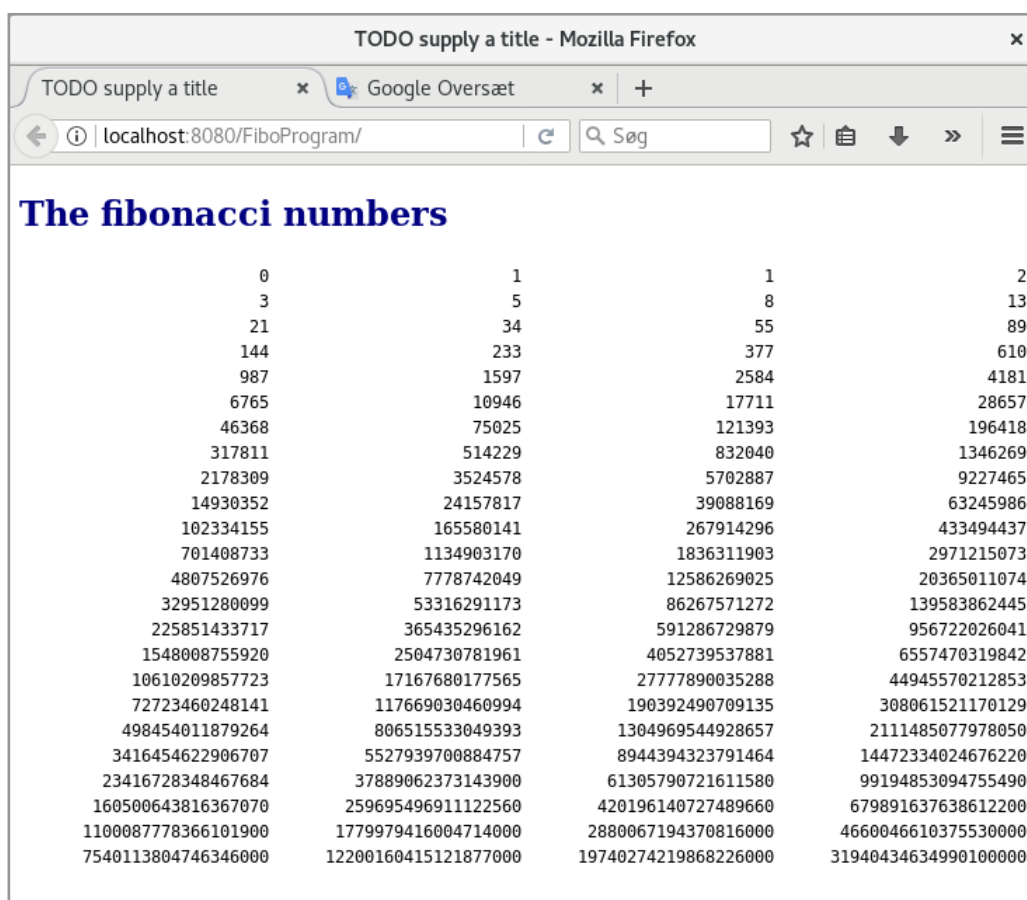 TODO supply a title - Mozilla Firefox ×
TODO supply a title × Google Oversæt × +
localhost:8080/FiboProgram/ Søg
The fibonacci numbers
0 1 1 2
3 5 8 13
21 34 55 89
144 233 377 610
987 1597 2584 4181
6765 10946 17711 28657
46368 75025 121393 196418
317811 514229 832040 1346269
2178309 3524578 5702887 9227465
14930352 24157817 39088169 63245986
102334155 165580141 267914296 433494437
701408733 1134903170 1836311903 2971215073
4807526976 7778742049 12586269025 20365011074
32951280099 53316291173 86267571272 139583862445
225851433717 365435296162 591286729879 956722026041
1548008755920 2504730781961 4052739537881 6557470319842
10610209857723 17167680177565 27777890035288 44945570212853
72723460248141 117669030460994 190392490709135 308061521170129
498454011879264 806515533049393 1304969544928657 2111485077978050
3416454622906707 5527939700884757 8944394323791464 14472334024676220
23416728348467684 37889062373143900 61305790721611580 99194853094755490
160500643816367070 259695496911122560 420196140727489660 679891637638612200
1100087778366101900 1779979416004714000 2880067194370816000 4660046610375530000
7540113804746346000 12200160415121877000 19740274219868226000 31940434634990100000